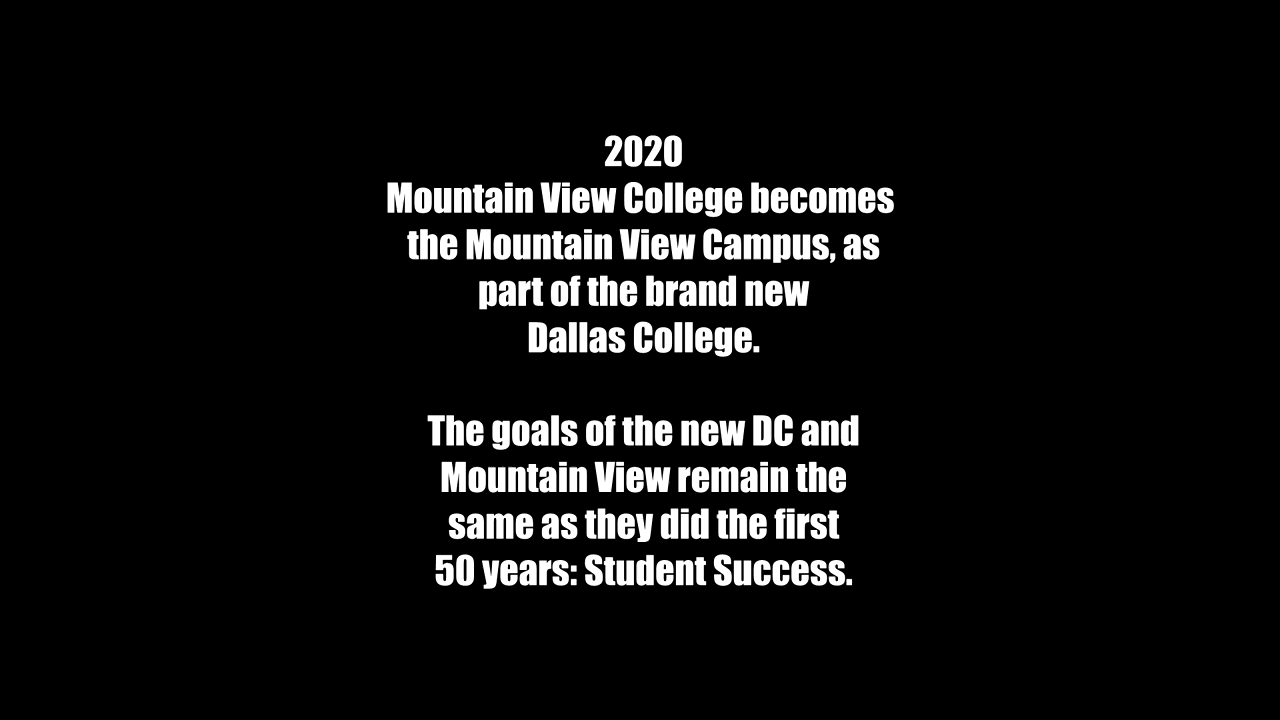 2020
Mountain View College becomes
the Mountain View Campus, as
part of the brand new
Dallas College.
The goals of the new DC and
Mountain View remain the
same as they did the first
50 years: Student Success.